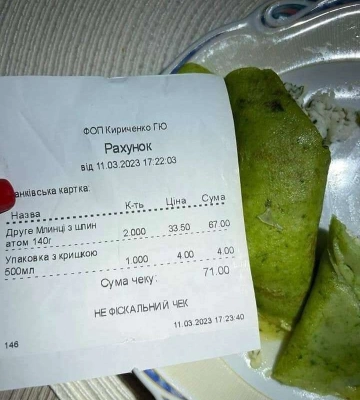 ФОП Кириченко ГЮ
Рахунок
від 11.03.2023 17:22:03
анківська картка:
Назва К-ть Ціна Сума
Друге Млинці з шпин
атом 140г 2.000 33.50 67.00
Упаковка з кришкою
500мл 1.000 4.00 4.00
Сума чеку: 71.00
НЕ ФІСКАЛЬНИЙ ЧЕК
11.03.2023 17:23:40
146